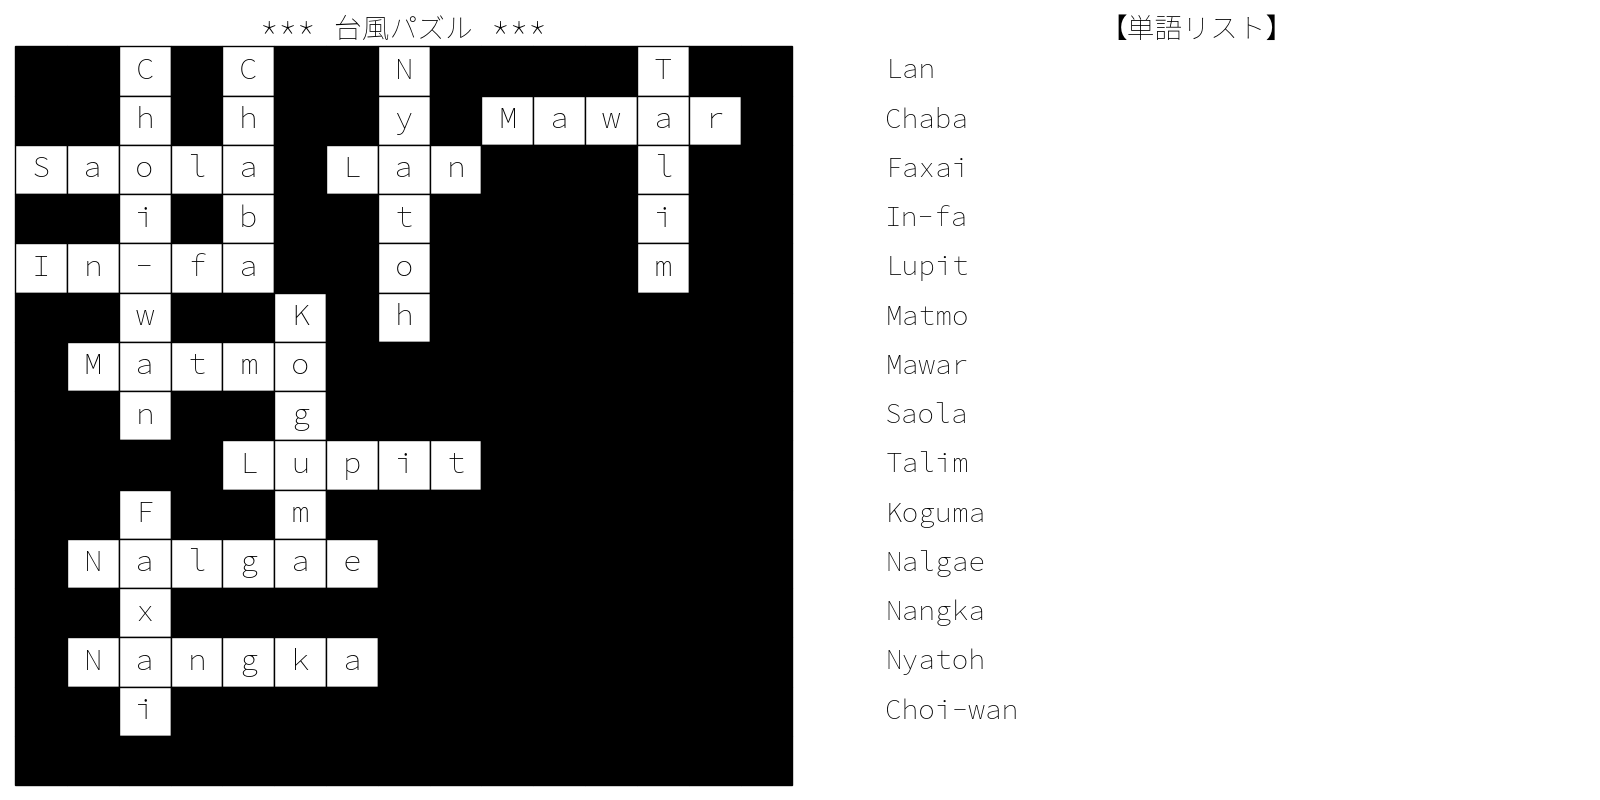 *** 台風パズル ***
【単語リスト】
C C N T
h h y M a w a r
S a o l a L a n l
i b t i
I n - f a o m
w K h
M a t m o
n g
L u p i t
F m
N a l g a e
x
N a n g k a
i
Lan
Chaba
Faxai
In-fa
Lupit
Matmo
Mawar
Saola
Talim
Koguma
Nalgae
Nangka
Nyatoh
Choi-wan